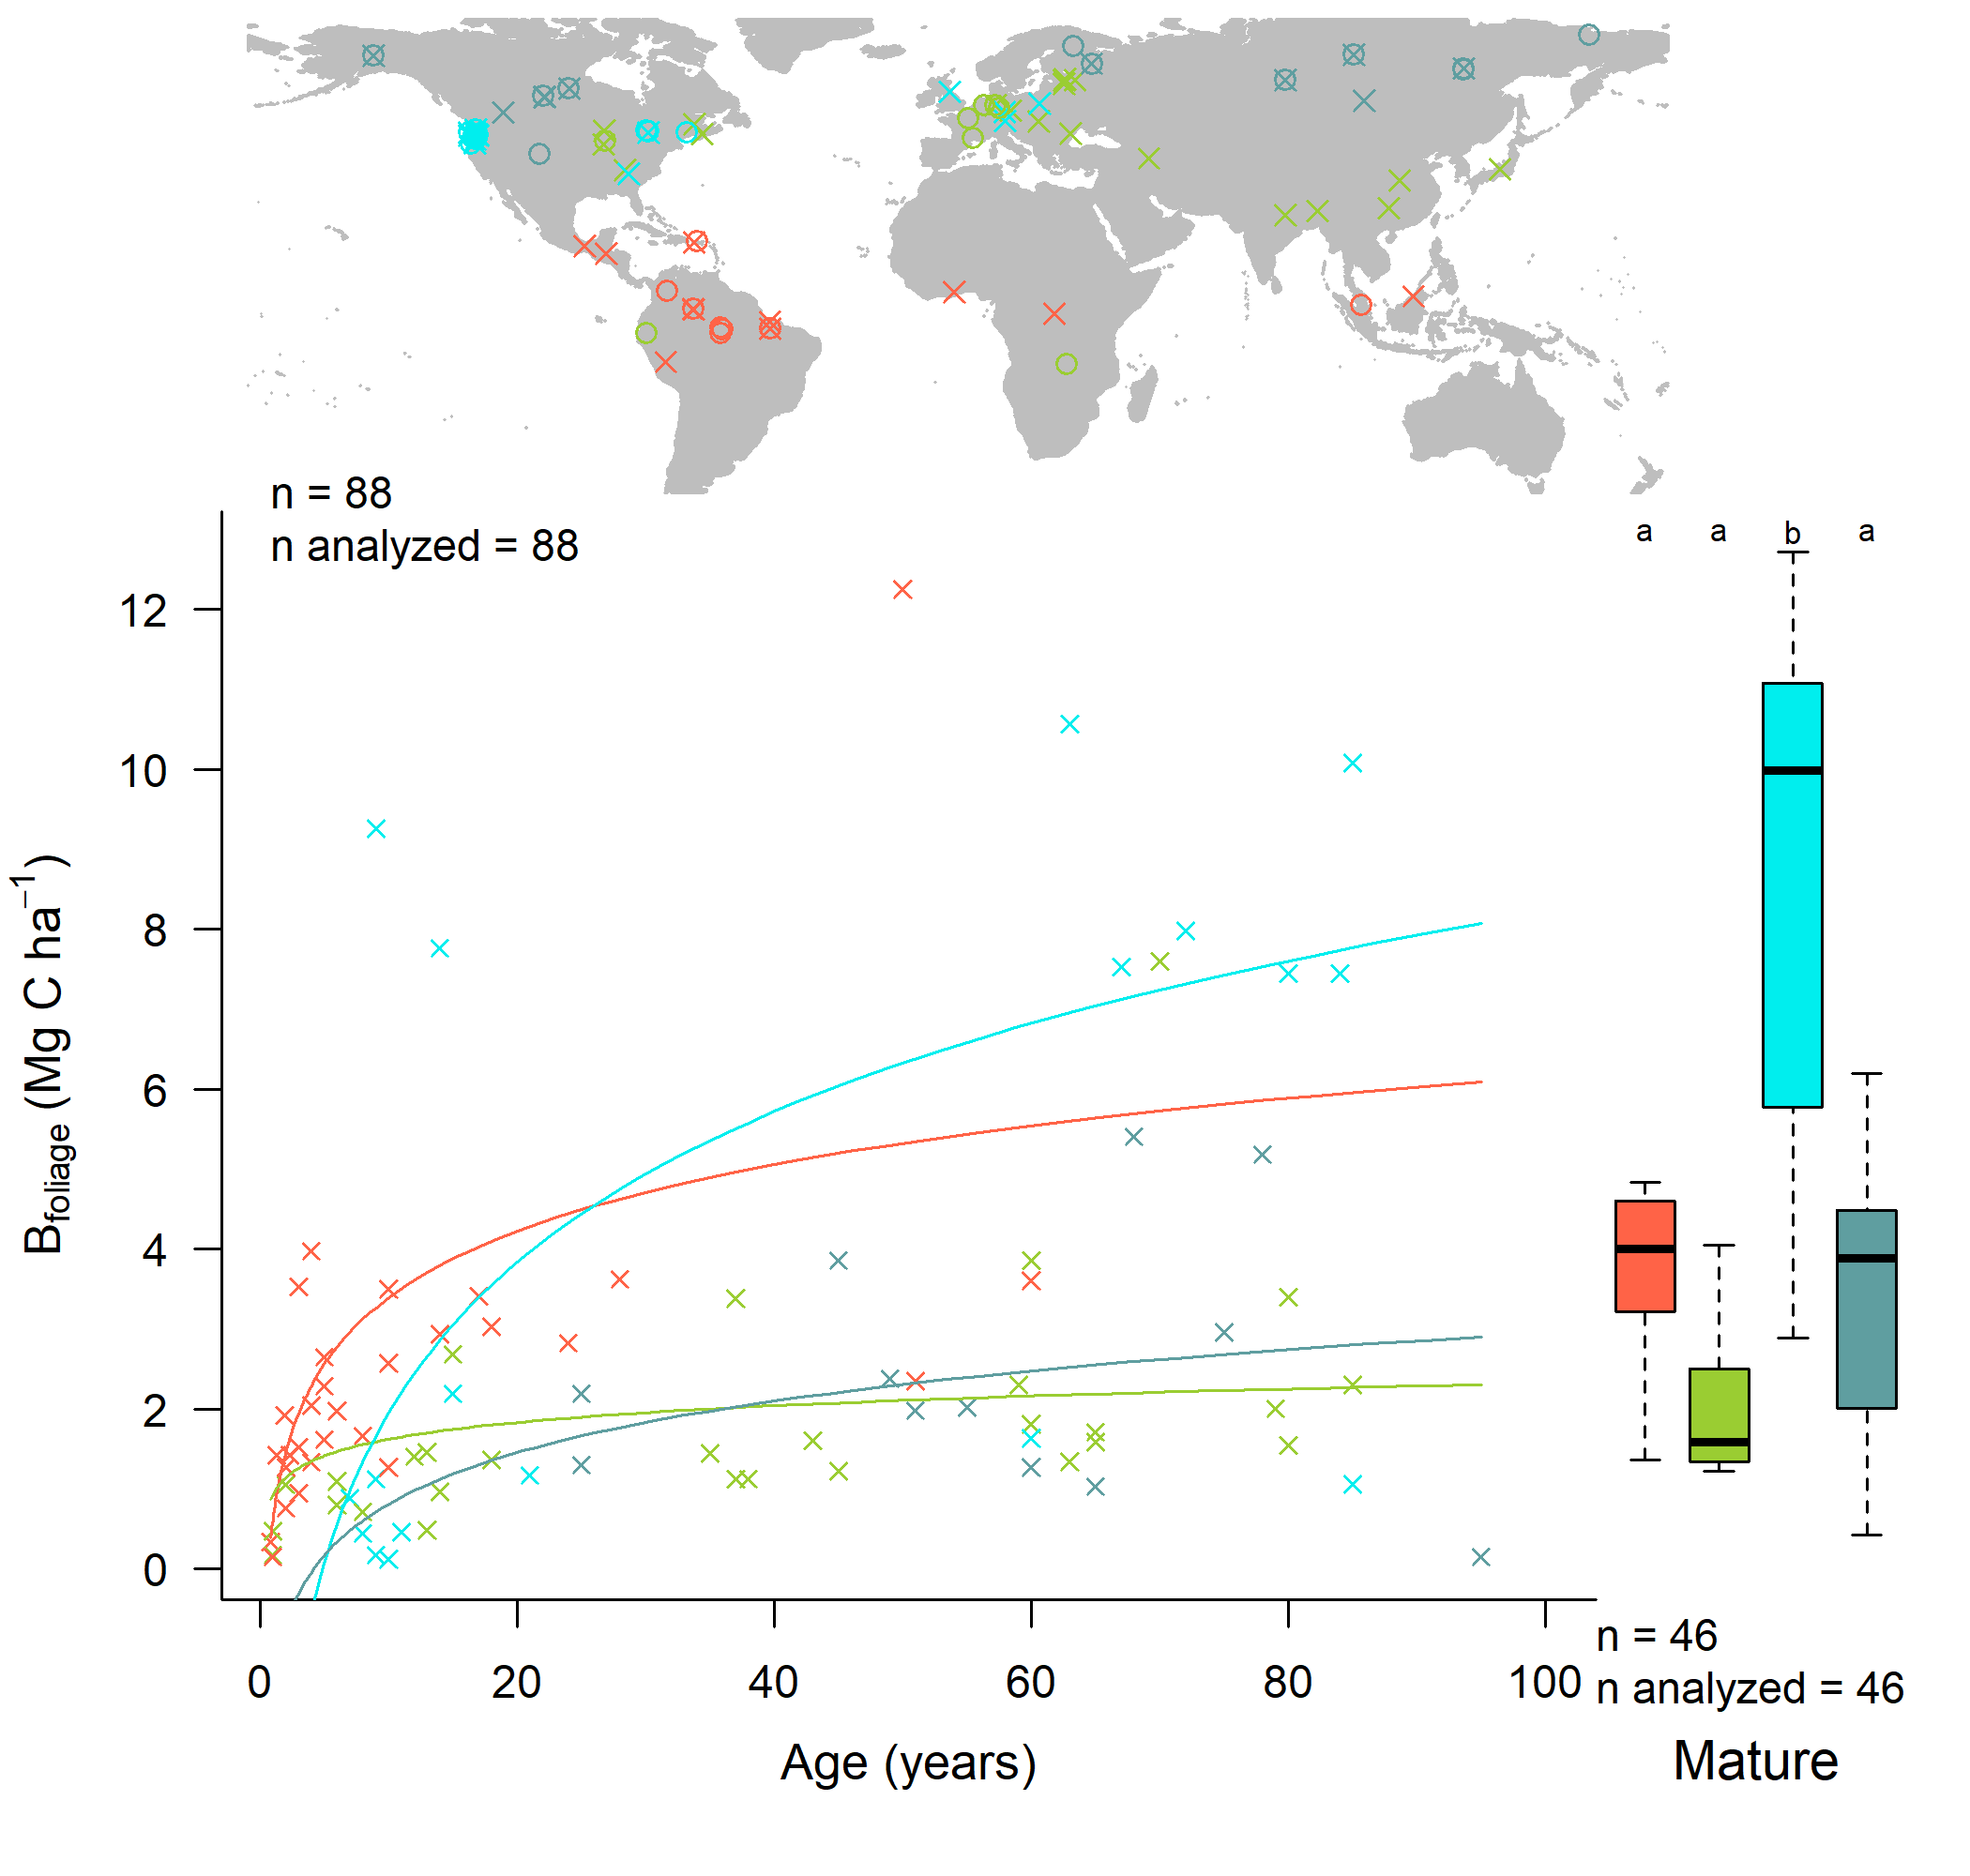 n = 88
n analyzed = 88
a a b a
12
10
8
6
4
2
0
B_foliage (Mg C ha⁻¹)
0 20 40 60 80 100
n = 46
n analyzed = 46
Age (years)
Mature